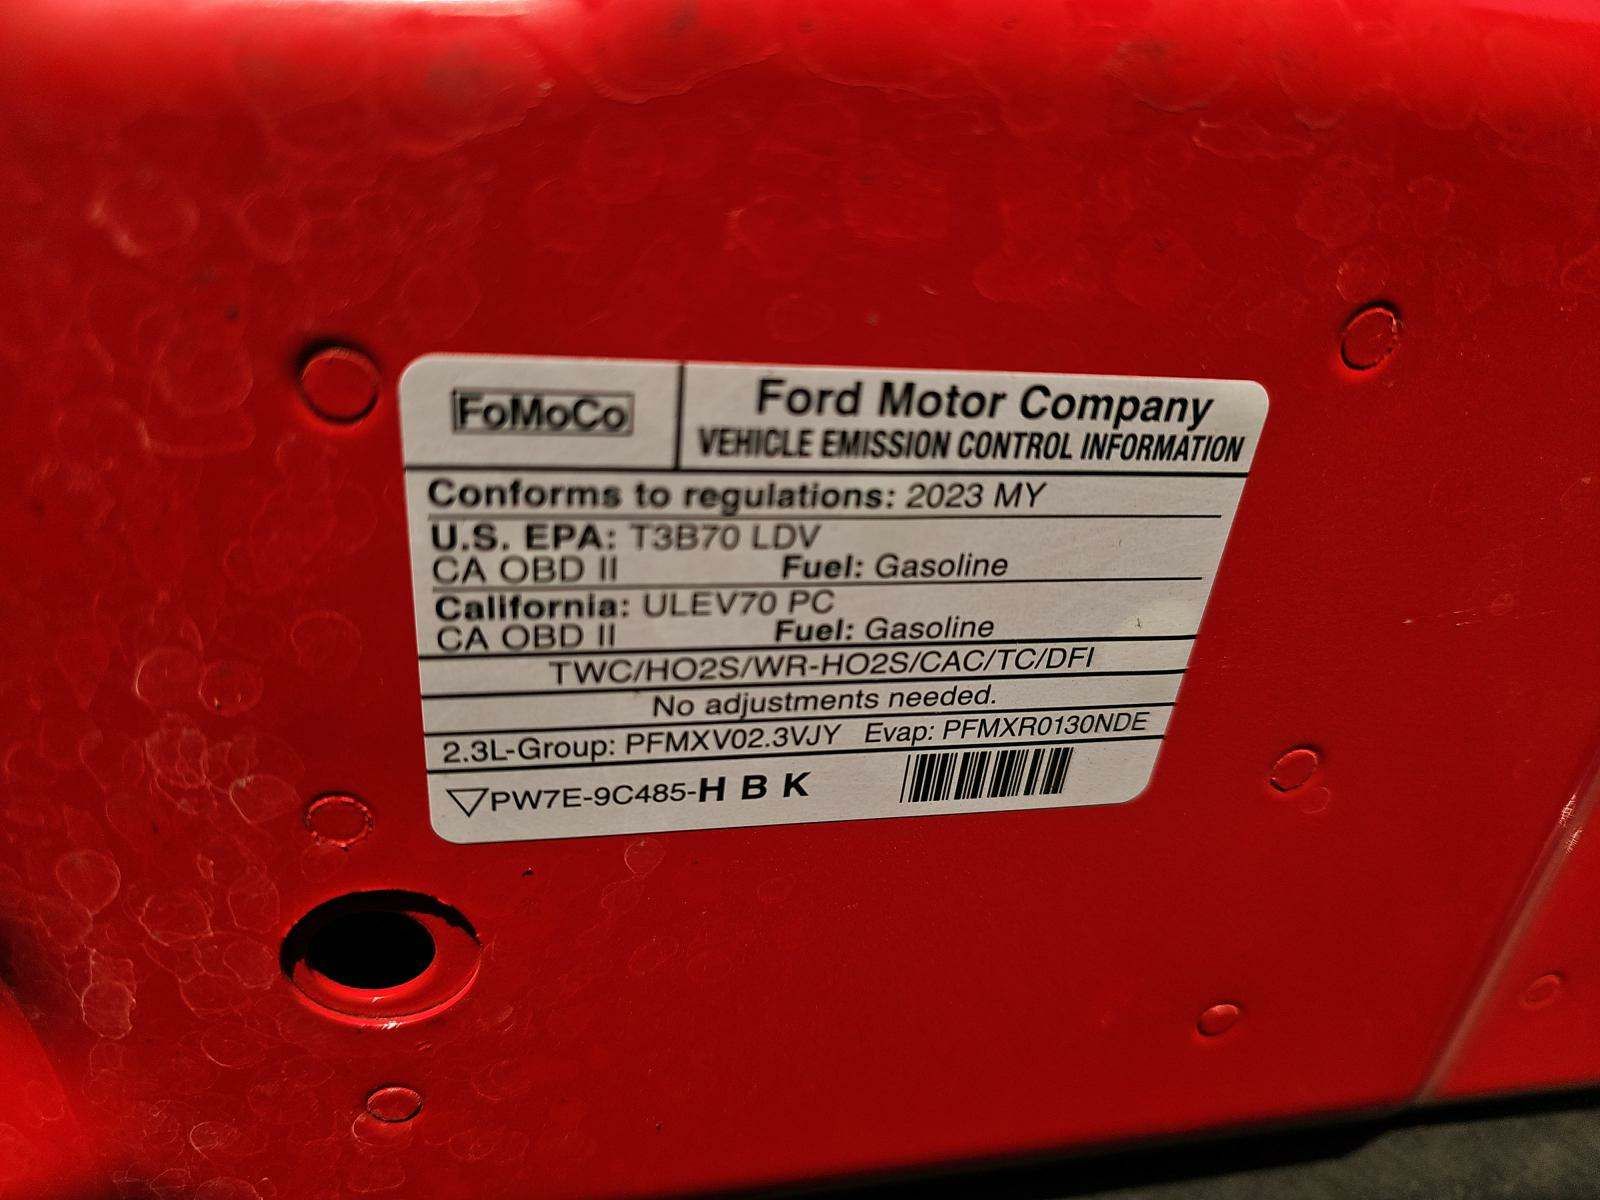 FoMoCo
Ford Motor Company
VEHICLE EMISSION CONTROL INFORMATION
Conforms to regulations: 2023 MY
U.S. EPA: T3B70 LDV
CA OBD II Fuel: Gasoline
California: ULEV70 PC
CA OBD II Fuel: Gasoline
TWC/HO2S/WR-HO2S/CAC/TC/DFI
No adjustments needed.
2.3L-Group: PFMXV02.3VJY Evap: PFMXR0130NDE
PW7E-9C485-H B K